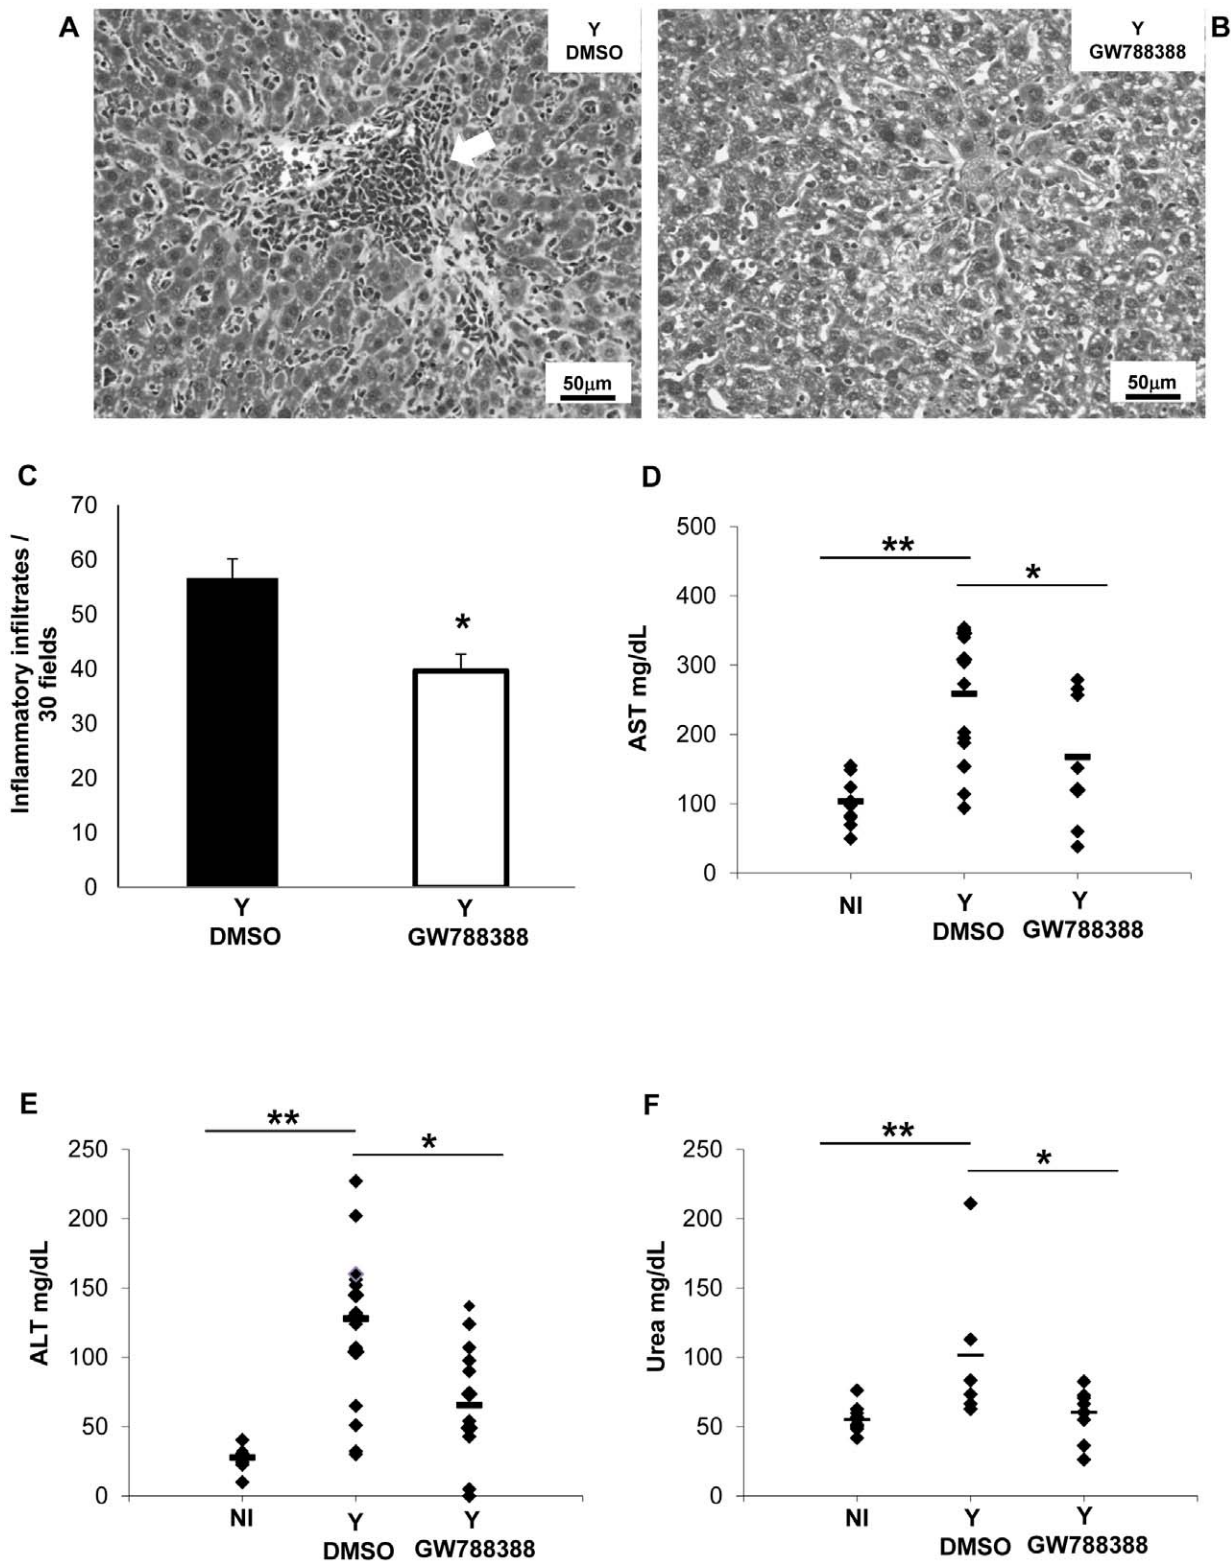 A
Y
DMSO
50μm
Y
GW788388
B
50μm
C
Inflammatory infiltrates /
30 fields
70
60
50
40
30
20
10
0
*
Y
DMSO
Y
GW788388
D
AST mg/dL
500
400
300
200
100
0
**
*
NI
Y
DMSO
Y
GW788388
E
ALT mg/dL
250
200
150
100
50
0
**
*
NI
Y
DMSO
Y
GW788388
F
Urea mg/dL
250
200
150
100
50
0
**
*
NI
Y
DMSO
Y
GW788388